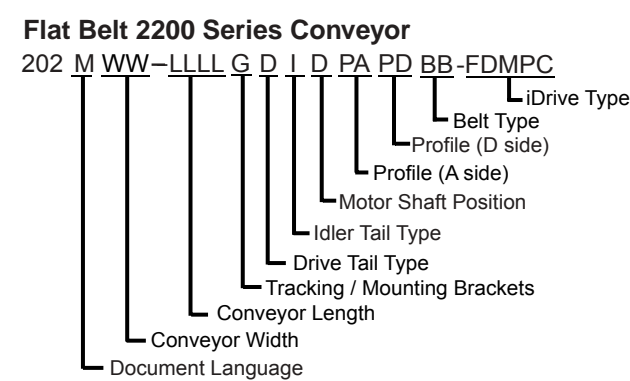 Flat Belt 2200 Series Conveyor
202 M WW–LLLL G D I D PA PD BB-FDMPC
iDrive Type
Belt Type
Profile (D side)
Profile (A side)
Motor Shaft Position
Idler Tail Type
Drive Tail Type
Tracking / Mounting Brackets
Conveyor Length
Conveyor Width
Document Language